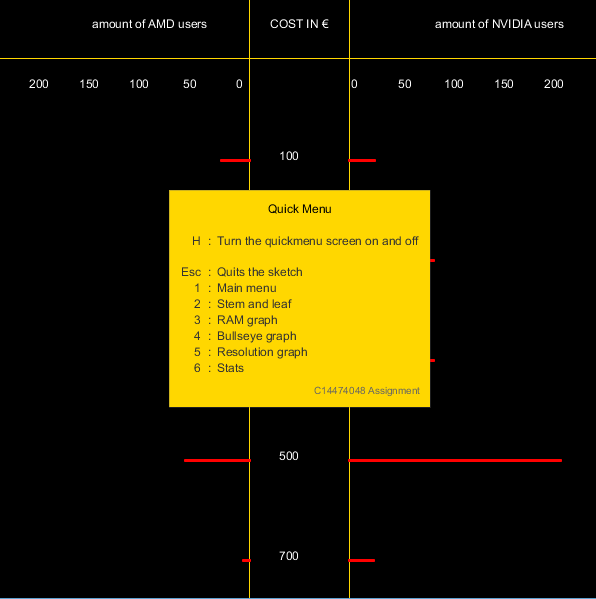 amount of AMD users COST IN € amount of NVIDIA users
200 150 100 50 0 0 50 100 150 200
100
Quick Menu
H : Turn the quickmenu screen on and off
Esc : Quits the sketch
1 : Main menu
2 : Stem and leaf
3 : RAM graph
4 : Bullseye graph
5 : Resolution graph
6 : Stats
C14474048 Assignment
500
700